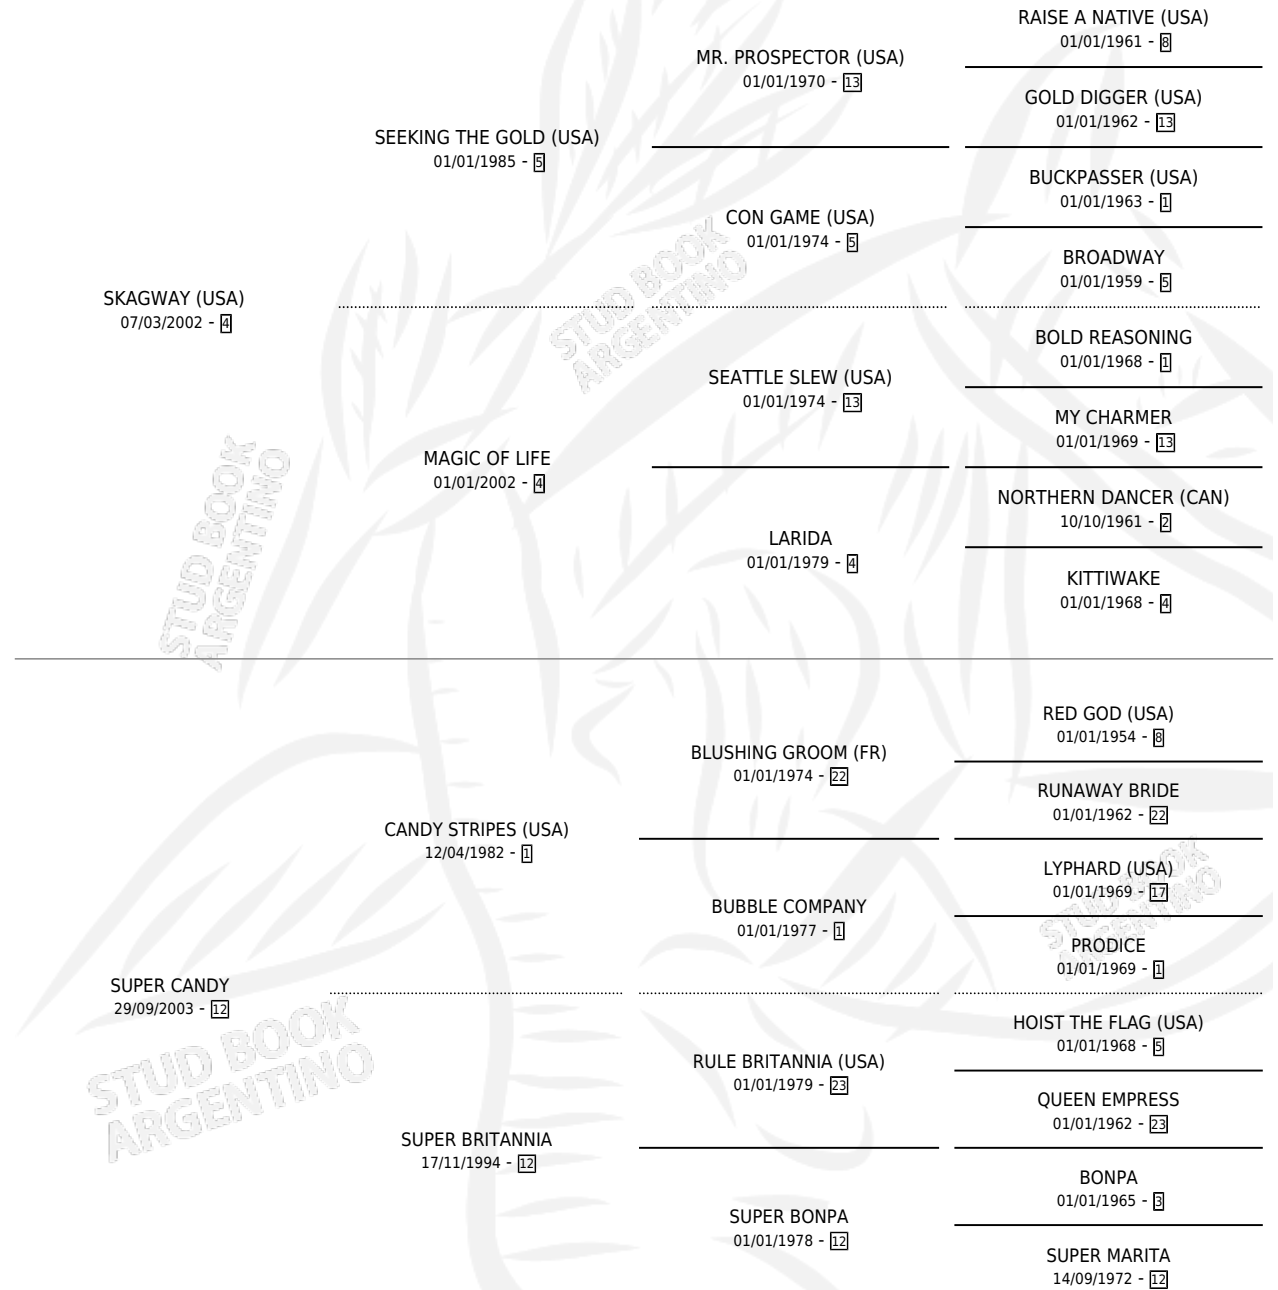 RAISE A NATIVE (USA)
01/01/1961 - 8
MR. PROSPECTOR (USA)
01/01/1970 - 13
GOLD DIGGER (USA)
01/01/1962 - 13
SEEKING THE GOLD (USA)
01/01/1985 - 5
BUCKPASSER (USA)
01/01/1963 - 1
CON GAME (USA)
01/01/1974 - 5
BROADWAY
01/01/1959 - 5
SKAGWAY (USA)
07/03/2002 - 4
BOLD REASONING
01/01/1968 - 1
SEATTLE SLEW (USA)
01/01/1974 - 13
MY CHARMER
01/01/1969 - 13
MAGIC OF LIFE
01/01/2002 - 4
NORTHERN DANCER (CAN)
10/10/1961 - 2
LARIDA
01/01/1979 - 4
KITTIWAKE
01/01/1968 - 4
RED GOD (USA)
01/01/1954 - 8
BLUSHING GROOM (FR)
01/01/1974 - 22
RUNAWAY BRIDE
01/01/1962 - 22
CANDY STRIPES (USA)
12/04/1982 - 1
LYPHARD (USA)
01/01/1969 - 17
BUBBLE COMPANY
01/01/1977 - 1
PRODICE
01/01/1969 - 1
SUPER CANDY
29/09/2003 - 12
HOIST THE FLAG (USA)
01/01/1968 - 5
RULE BRITANNIA (USA)
01/01/1979 - 23
QUEEN EMPRESS
01/01/1962 - 23
SUPER BRITANNIA
17/11/1994 - 12
BONPA
01/01/1965 - 3
SUPER BONPA
01/01/1978 - 12
SUPER MARITA
14/09/1972 - 12
STUD BOOK
ARGENTINO
STUD BOOK
ARGENTINO
STUD BOOK
ARGENTINO
STUD BOOK
ARGENTINO